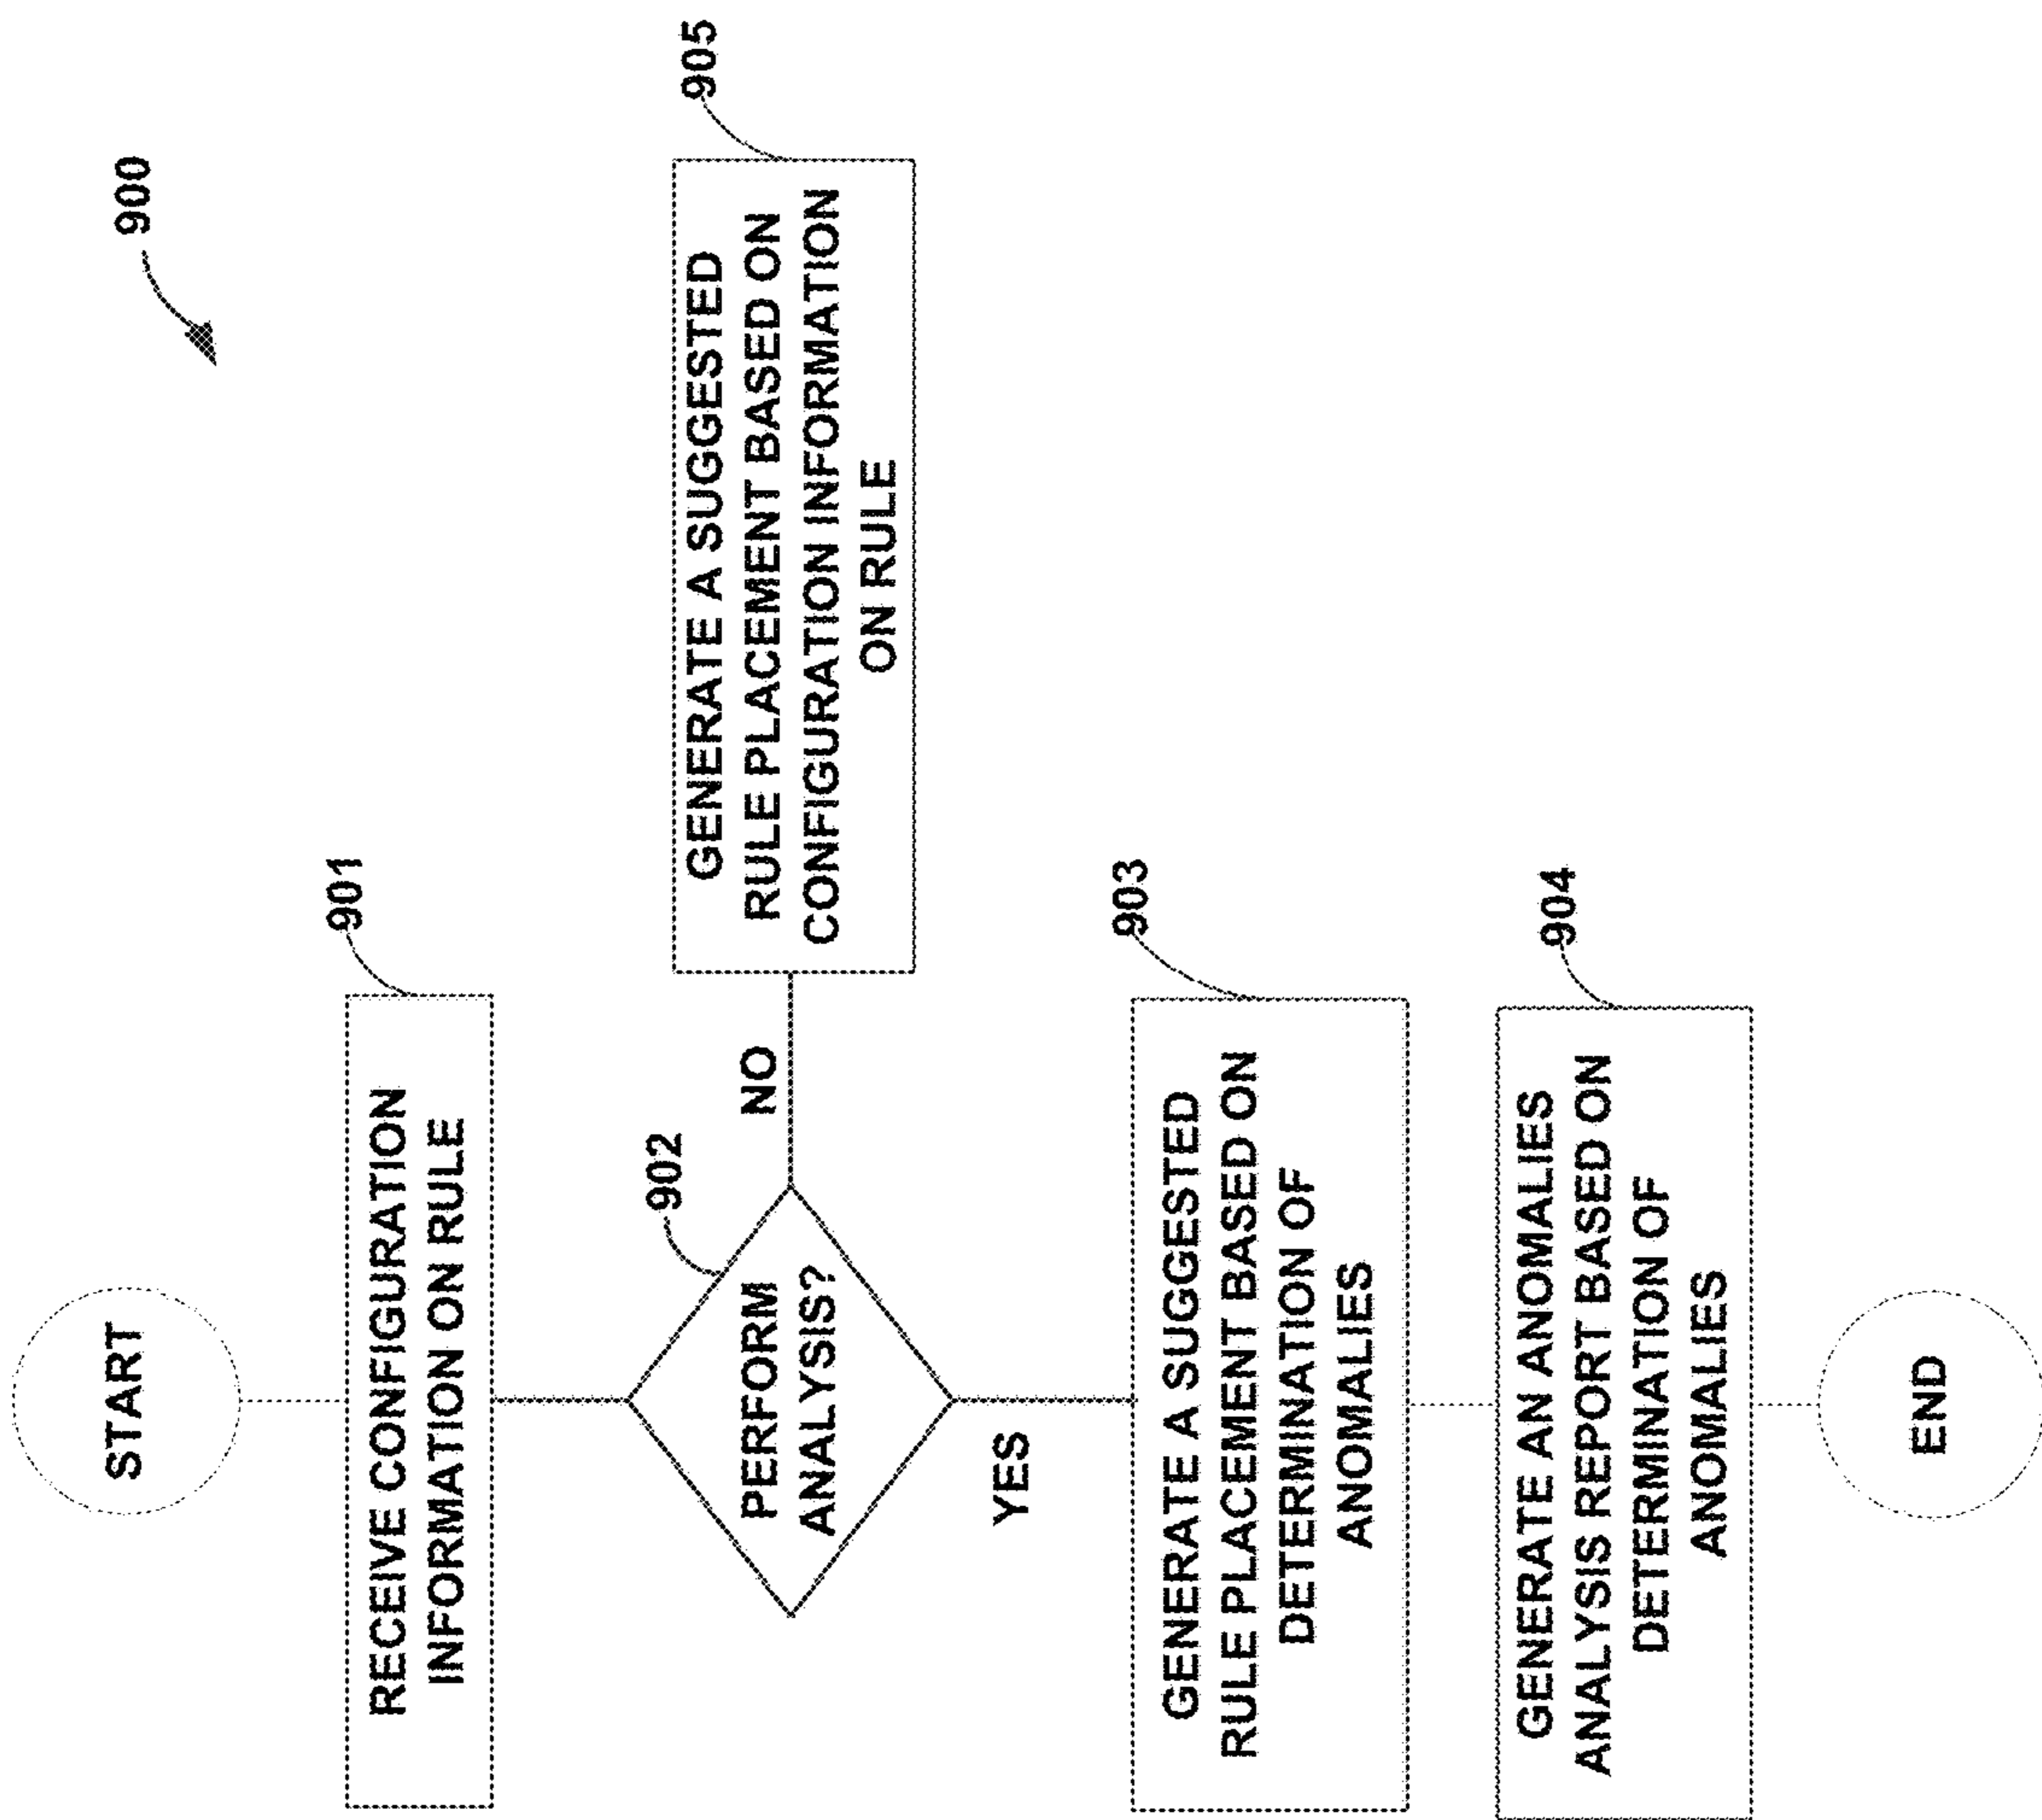 900
START
901
RECEIVE CONFIGURATION
INFORMATION ON RULE
902
PERFORM
ANALYSIS?
NO
905
GENERATE A SUGGESTED
RULE PLACEMENT BASED ON
CONFIGURATION INFORMATION
ON RULE
YES
903
GENERATE A SUGGESTED
RULE PLACEMENT BASED ON
DETERMINATION OF
ANOMALIES
904
GENERATE AN ANOMALIES
ANALYSIS REPORT BASED ON
DETERMINATION OF
ANOMALIES
END